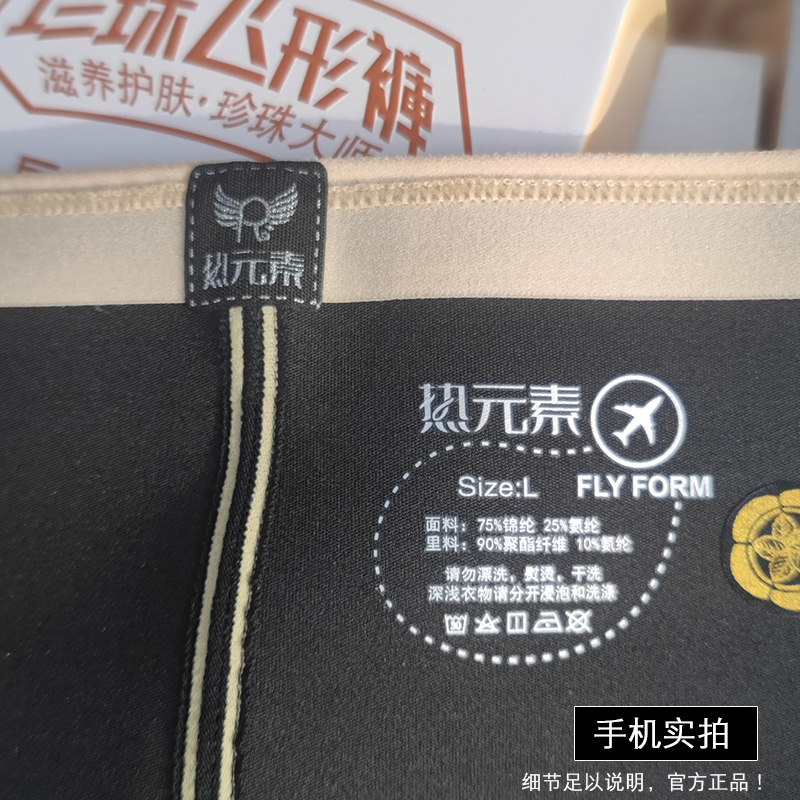 珍珠飞形裤
滋养护肤·珍珠大师
热元素
热元素
Size:L FLY FORM
面料：75%锦纶 25%氨纶
里料：90%聚酯纤维 10%氨纶
请勿漂洗，熨烫，干洗
深浅衣物请分开浸泡和洗涤
手机实拍
细节足以说明，官方正品！